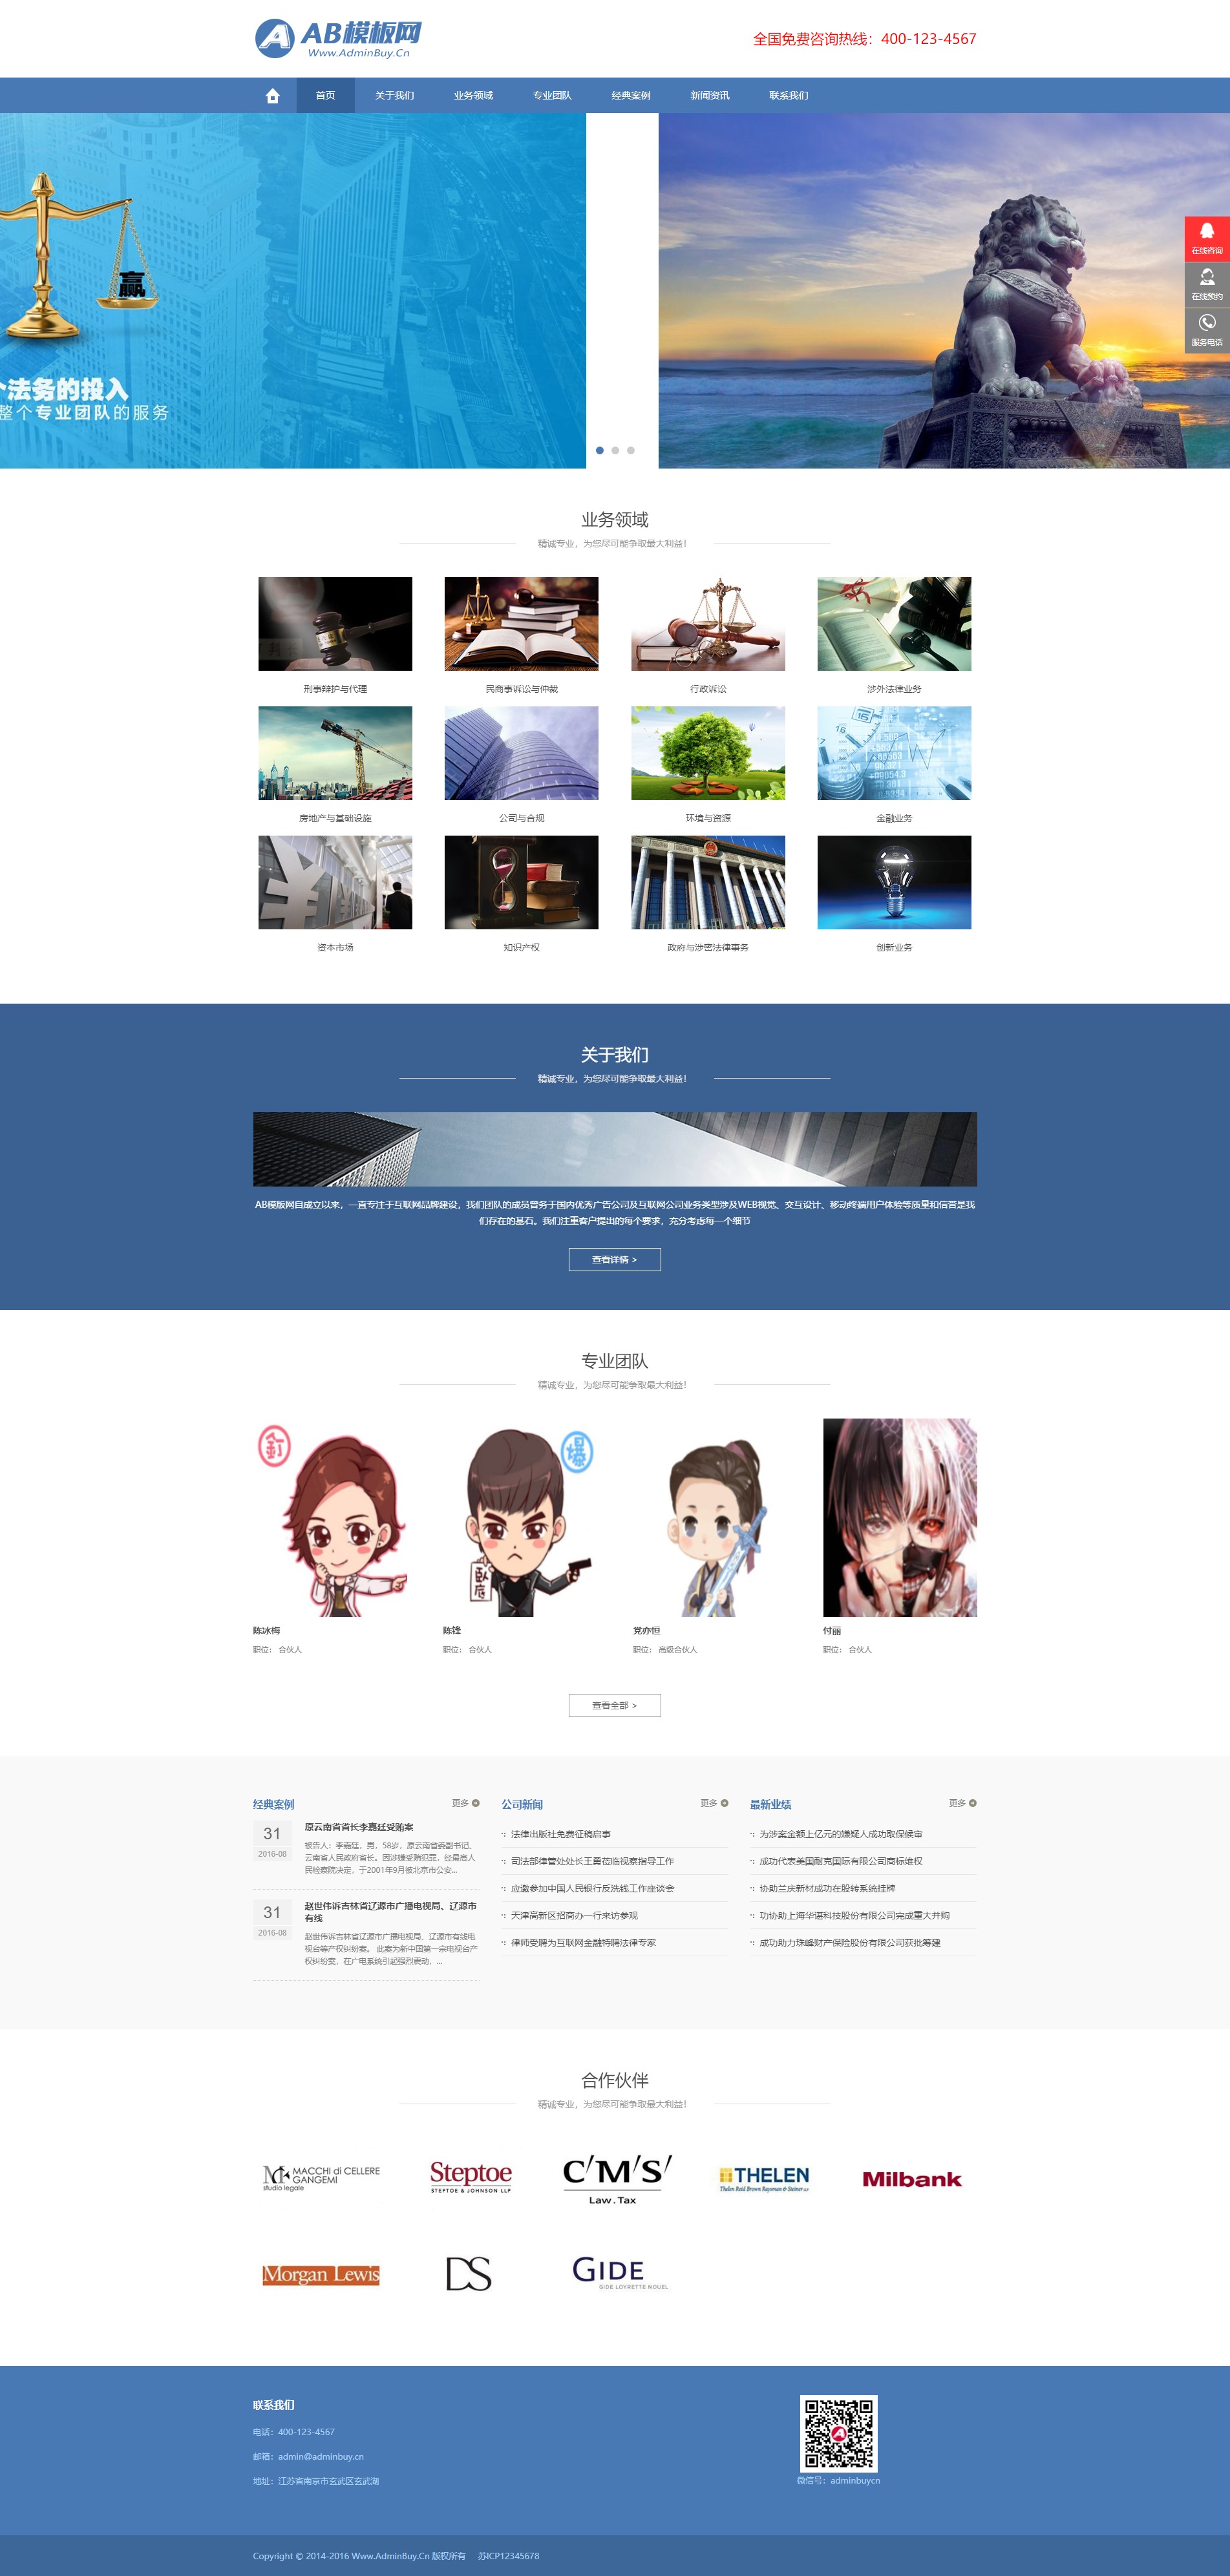 AB模板网
Www.AdminBuy.Cn
全国免费咨询热线：400-123-4567
首页 关于我们 业务领域 专业团队 经典案例 新闻资讯 联系我们
赢
个法务的投入
整个专业团队的服务
在线咨询
在线预约
服务电话
业务领域
精诚专业，为您尽可能争取最大利益！
刑事辩护与代理 民商事诉讼与仲裁 行政诉讼 涉外法律业务
房地产与基础设施 公司与合规 环境与资源 金融业务
资本市场 知识产权 政府与涉密法律事务 创新业务
关于我们
精诚专业，为您尽可能争取最大利益！
AB模版网自成立以来，一直专注于互联网品牌建设，我们团队的成员曾务于国内优秀广告公司及互联网公司业务类型涉及WEB视觉、交互设计、移动终端用户体验等质量和信誉是我
们存在的基石。我们注重客户提出的每个要求，充分考虑每一个细节
查看详情 >
专业团队
精诚专业，为您尽可能争取最大利益！
釘
爆
臥底
陈冰梅 陈锋 党亦恒 付丽
职位： 合伙人 职位： 合伙人 职位： 高级合伙人 职位： 合伙人
查看全部 >
经典案例 更多
31
2016-08
原云南省省长李嘉廷受贿案
被告人：李嘉廷，男，58岁，原云南省委副书记、
云南省人民政府省长。因涉嫌受贿犯罪，经最高人
民检察院决定，于2001年9月被北京市公安...
31
2016-08
赵世伟诉吉林省辽源市广播电视局、辽源市
有线
赵世伟诉吉林省辽源市广播电视局、辽源市有线电
视台等产权纠纷案。 此案为新中国第一宗电视台产
权纠纷案，在广电系统引起强烈震动，...
公司新闻 更多
法律出版社免费征稿启事
司法部律管处处长王勇莅临视察指导工作
应邀参加中国人民银行反洗钱工作座谈会
天津高新区招商办一行来访参观
律师受聘为互联网金融特聘法律专家
最新业绩 更多
为涉案金额上亿元的嫌疑人成功取保候审
成功代表美国耐克国际有限公司商标维权
协助兰庆新材成功在股转系统挂牌
功协助上海华谌科技股份有限公司完成重大并购
成功助力珠峰财产保险股份有限公司获批筹建
合作伙伴
精诚专业，为您尽可能争取最大利益！
MACCHI di CELLERE
GANGEMI
studio legale
Steptoe
STEPTOE & JOHNSON LLP
C'M'S'
Law.Tax
THELEN
Thelen Reid Brown Raysman & Steiner LLP
Milbank
Morgan Lewis
DS
GIDE
GIDE LOYRETTE NOUEL
联系我们
电话：400-123-4567
邮箱：admin@adminbuy.cn
地址：江苏省南京市玄武区玄武湖
微信号：adminbuycn
Copyright © 2014-2016 Www.AdminBuy.Cn 版权所有 苏ICP12345678